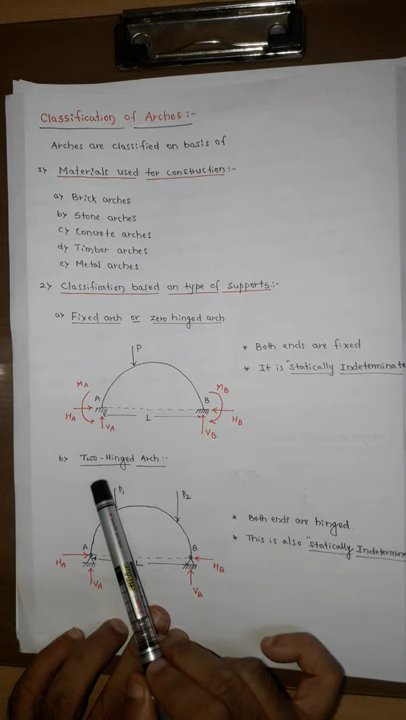 Classification of Arches:-
Arches are classified on basis of
1) Materials used for construction:-
a) Brick arches
b) Stone arches
c) Concrete arches
d) Timber arches
e) Metal arches.
2) Classification based on type of supports:-
a) Fixed arch or zero hinged arch
P
* Both ends are fixed
* It is "statically Indeterminate
MA
MB
A
B
HA
HB
L
VA
VB
b) Two-Hinged Arch:-
P1
P2
* Both ends are hinged.
* This is also "statically Indetermin
A
B
HA
HB
L
VA
VB